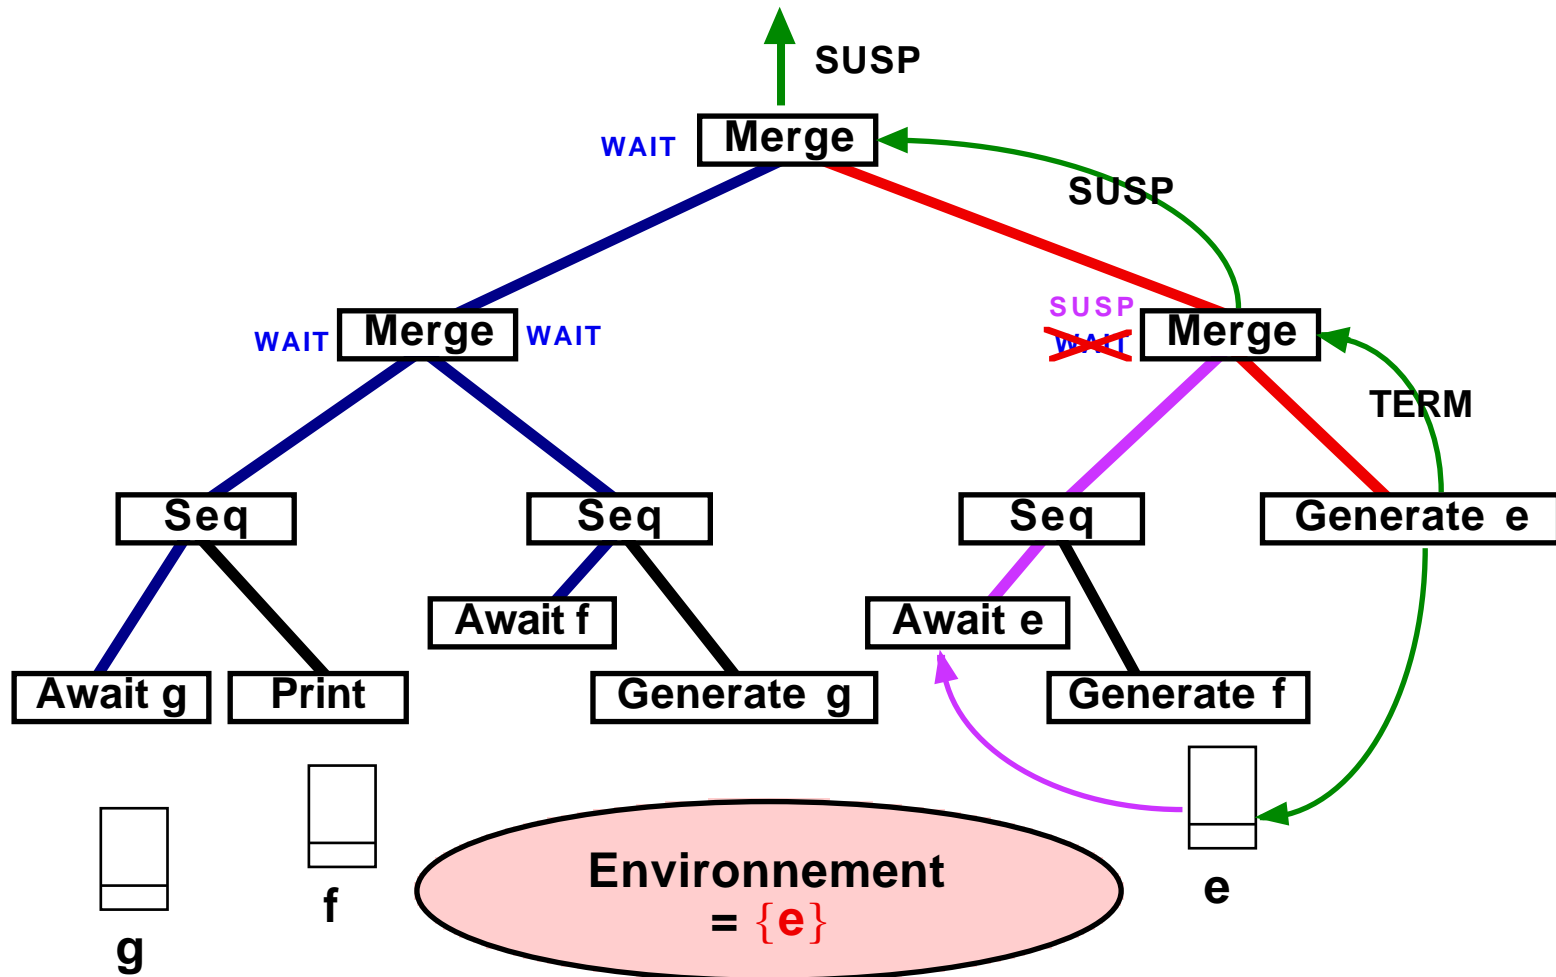 SUSP
WAIT
Merge
SUSP
SUSP
WAIT
Merge
WAIT
WAIT
Merge
TERM
Seq
Seq
Seq
Generate e
Await f
Await e
Await g
Print
Generate g
Generate f
Environnement
= {e}
e
f
g